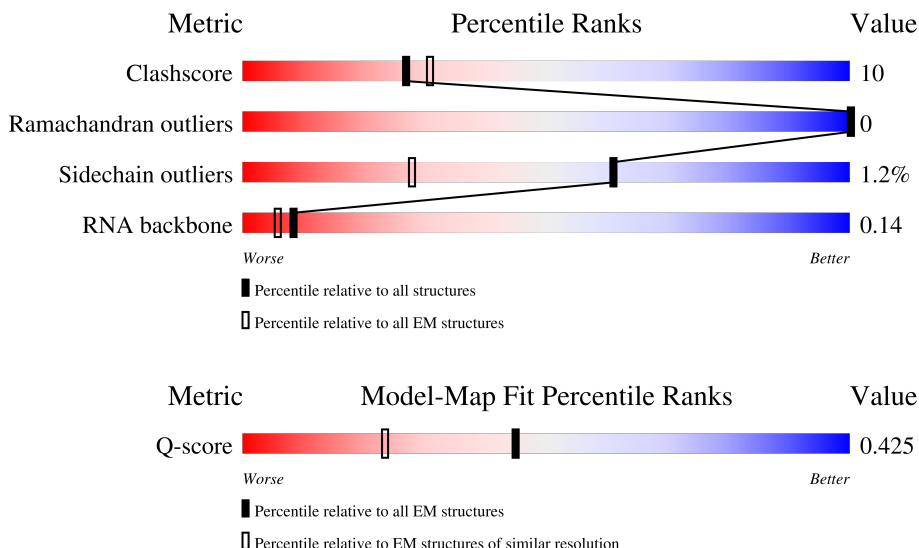 Metric Percentile Ranks Value
Clashscore 10
Ramachandran outliers 0
Sidechain outliers 1.2%
RNA backbone 0.14
Worse Better
Percentile relative to all structures
Percentile relative to all EM structures
Metric Model-Map Fit Percentile Ranks Value
Q-score 0.425
Worse Better
Percentile relative to all EM structures
Percentile relative to EM structures of similar resolution